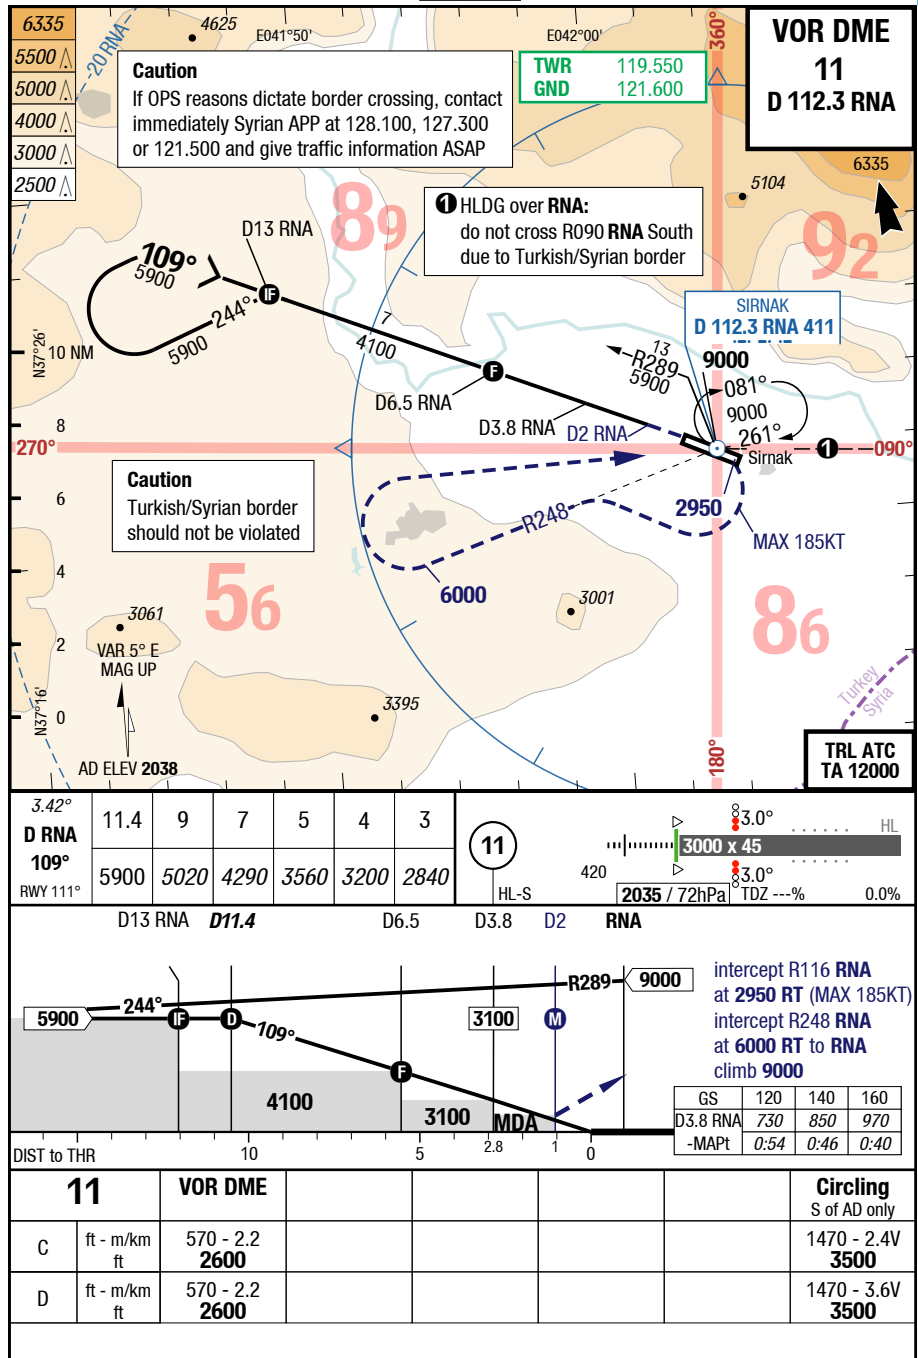 6335
5500
5000
4000
3000
2500
20 RNA
4625
E041°50'
E042°00'
360°
TWR 119.550
GND 121.600
VOR DME
11
D 112.3 RNA
6335
Caution
If OPS reasons dictate border crossing, contact
immediately Syrian APP at 128.100, 127.300
or 121.500 and give traffic information ASAP
5104
89
92
1 HLDG over RNA:
do not cross R090 RNA South
due to Turkish/Syrian border
D13 RNA
109°
5900
IF
244°
5900
7
4100
SIRNAK
D 112.3 RNA 411
N37°26'
10 NM
13
R289
5900
9000
081°
9000
261°
F
D6.5 RNA
D3.8 RNA
D2 RNA
8
270°
Sirnak
1
090°
Caution
Turkish/Syrian border
should not be violated
6
R248
2950
MAX 185KT
4
6000
56
3001
86
3061
2
VAR 5° E
MAG UP
N37°16'
0
3395
Turkey
Syria
180°
AD ELEV 2038
TRL ATC
TA 12000
3.42°
D RNA
109°
RWY 111°
11.4 9 7 5 4 3
5900 5020 4290 3560 3200 2840
11
HL-S
420
3.0°
HL
3000 x 45
3.0°
2035 / 72hPa
TDZ ---%
0.0%
D13 RNA D11.4 D6.5 D3.8 D2 RNA
5900
244°
IF
D
109°
R289
9000
3100
M
F
4100
3100
MDA
intercept R116 RNA
at 2950 RT (MAX 185KT)
intercept R248 RNA
at 6000 RT to RNA
climb 9000
GS 120 140 160
D3.8 RNA 730 850 970
-MAPt 0:54 0:46 0:40
DIST to THR 10 5 2.8 1 0
11 VOR DME Circling
S of AD only
C ft - m/km 570 - 2.2 1470 - 2.4V
ft 2600 3500
D ft - m/km 570 - 2.2 1470 - 3.6V
ft 2600 3500